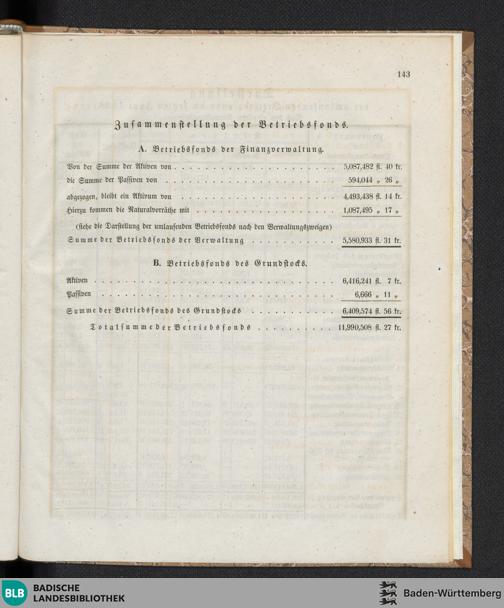 143
Zusammenstellung der Betriebsfonds.
A. Betriebsfonds der Finanzverwaltung.
Von der Summe der Aktiven von . . . . . . . . . . 5,087,482 fl. 40 kr.
die Summe der Passiven von . . . . . . . . . . 594,044 „ 26 „
abgezogen, bleibt ein Aktivum von . . . . . . . . . . 4,493,438 fl. 14 kr.
Hierzu kommen die Naturalvorräthe mit . . . . . . . . . . 1,087,495 „ 17 „
(siehe die Darstellung der umlaufenden Betriebsfonds nach den Verwaltungszweigen)
Summe der Betriebsfonds der Verwaltung . . . . . . . . . . 5,580,933 fl. 31 kr.
B. Betriebsfonds des Grundstocks.
Aktiven . . . . . . . . . . 6,416,241 fl. 7 kr.
Passiven . . . . . . . . . . 6,666 „ 11 „
Summe der Betriebsfonds des Grundstocks . . . . . . . . . . 6,409,574 fl. 56 kr.
Totalsumme der Betriebsfonds . . . . . . . . . . 11,990,508 fl. 27 kr.
BLB BADISCHE
LANDESBIBLIOTHEK
Baden-Württemberg